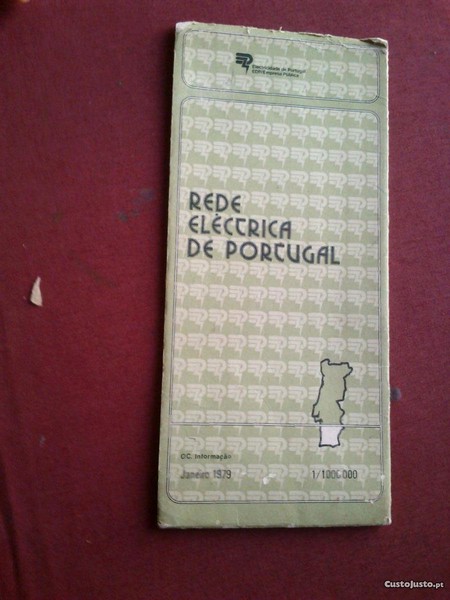 Electricidade de Portugal
EDP/Empresa Pública
REDE
ELÉCTRICA
DE PORTUGAL
DC. Informação
Janeiro 1979 1/1000000
CustoJusto.pt